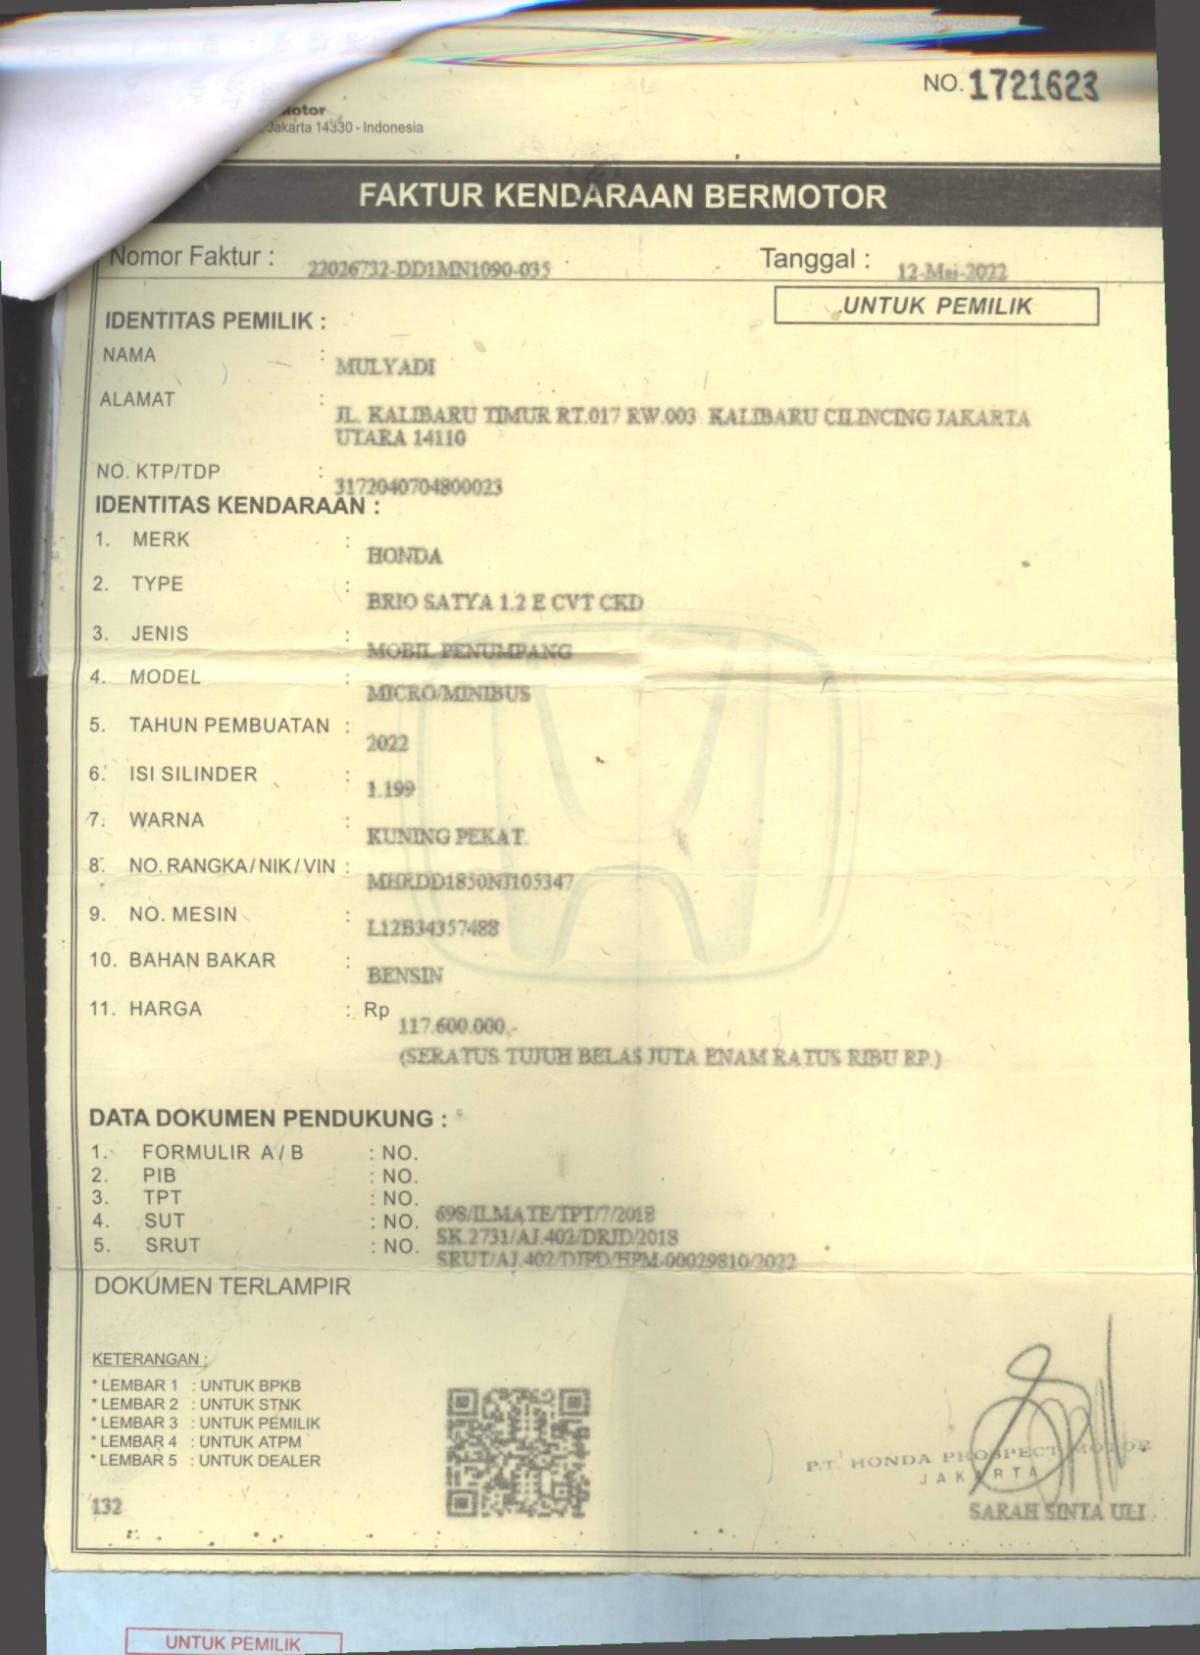 NO. 1721623
Motor
Jakarta 14330 - Indonesia
FAKTUR KENDARAAN BERMOTOR
Nomor Faktur : 22026732-DD1MN1090-035 Tanggal : 12-Mei-2022
UNTUK PEMILIK
IDENTITAS PEMILIK :
NAMA : MULYADI
ALAMAT : JL. KALIBARU TIMUR RT.017 RW.003 KALIBARU CILINCING JAKARTA
UTARA 14110
NO. KTP/TDP : 3172040704800023
IDENTITAS KENDARAAN :
1. MERK : HONDA
2. TYPE : BRIO SATYA 1.2 E CVT CKD
3. JENIS : MOBIL PENUMPANG
4. MODEL : MICRO/MINIBUS
5. TAHUN PEMBUATAN : 2022
6. ISI SILINDER : 1.199
7. WARNA : KUNING PEKAT.
8. NO. RANGKA/NIK/VIN : MHRDD1850NJ105347
9. NO. MESIN : L12B34357488
10. BAHAN BAKAR : BENSIN
11. HARGA : Rp 117.600.000,-
(SERATUS TUJUH BELAS JUTA ENAM RATUS RIBU RP.)
DATA DOKUMEN PENDUKUNG :
1. FORMULIR A / B : NO.
2. PIB : NO.
3. TPT : NO. 698/ILMATE/TPT/7/2018
4. SUT : NO. SK.2731/AJ.402/DRJD/2018
5. SRUT : NO. SRUT/AJ.402/DJPD/HPM-00029810/2022
DOKUMEN TERLAMPIR
KETERANGAN :
* LEMBAR 1 : UNTUK BPKB
* LEMBAR 2 : UNTUK STNK
* LEMBAR 3 : UNTUK PEMILIK
* LEMBAR 4 : UNTUK ATPM
* LEMBAR 5 : UNTUK DEALER
P.T. HONDA PROSPECT MOTOR
JAKARTA
132
SARAH SINTA ULI
UNTUK PEMILIK